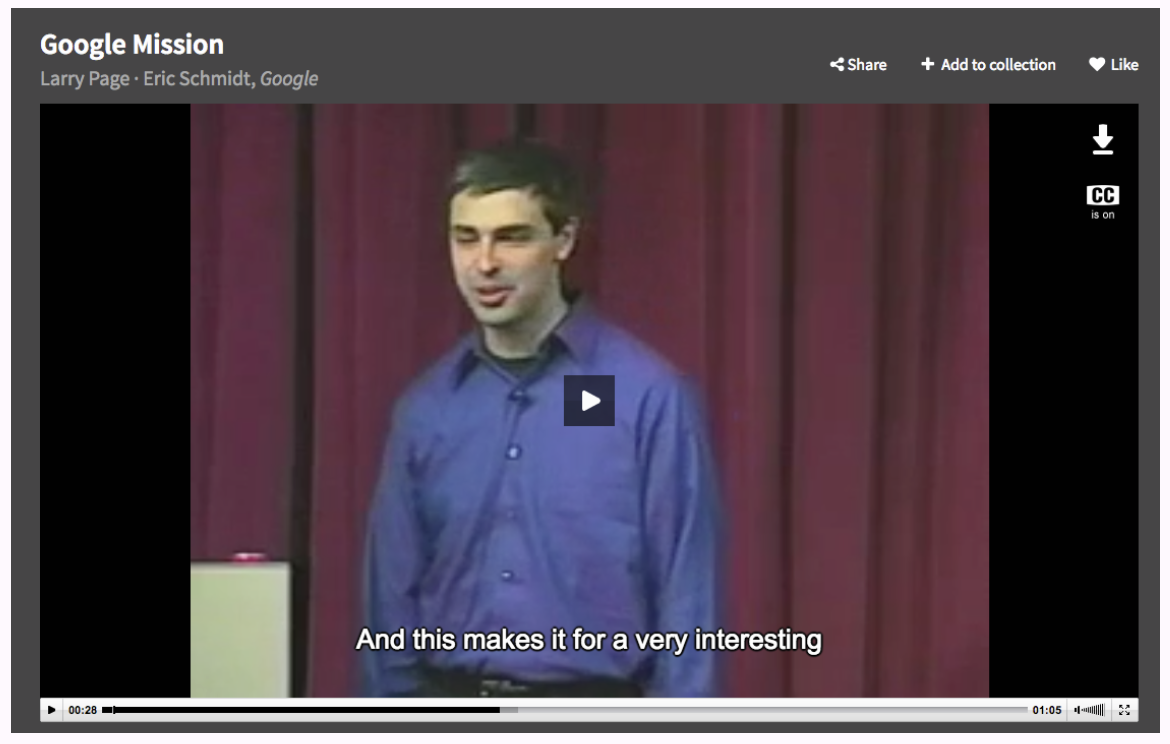 Google Mission
Larry Page · Eric Schmidt, Google
Share
Add to collection
Like
CC
is on
And this makes it for a very interesting
00:28
01:05